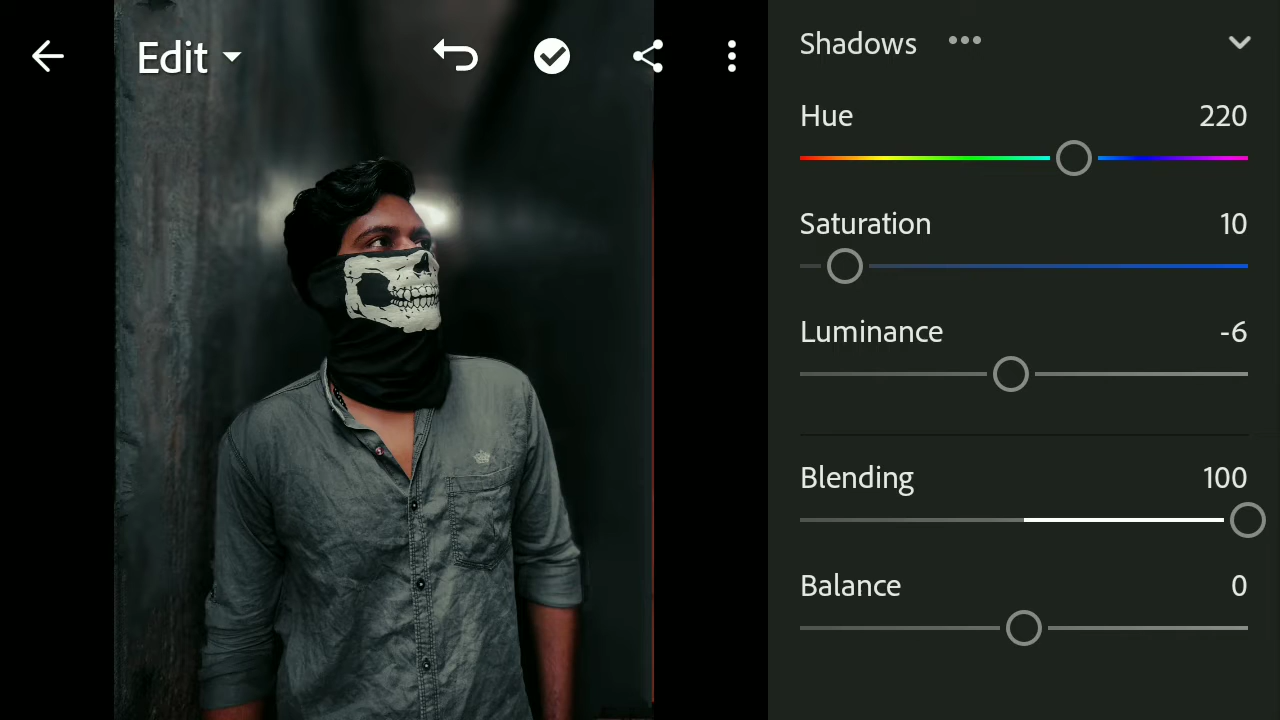 Edit
Shadows
Hue 220
Saturation 10
Luminance -6
Blending 100
Balance 0